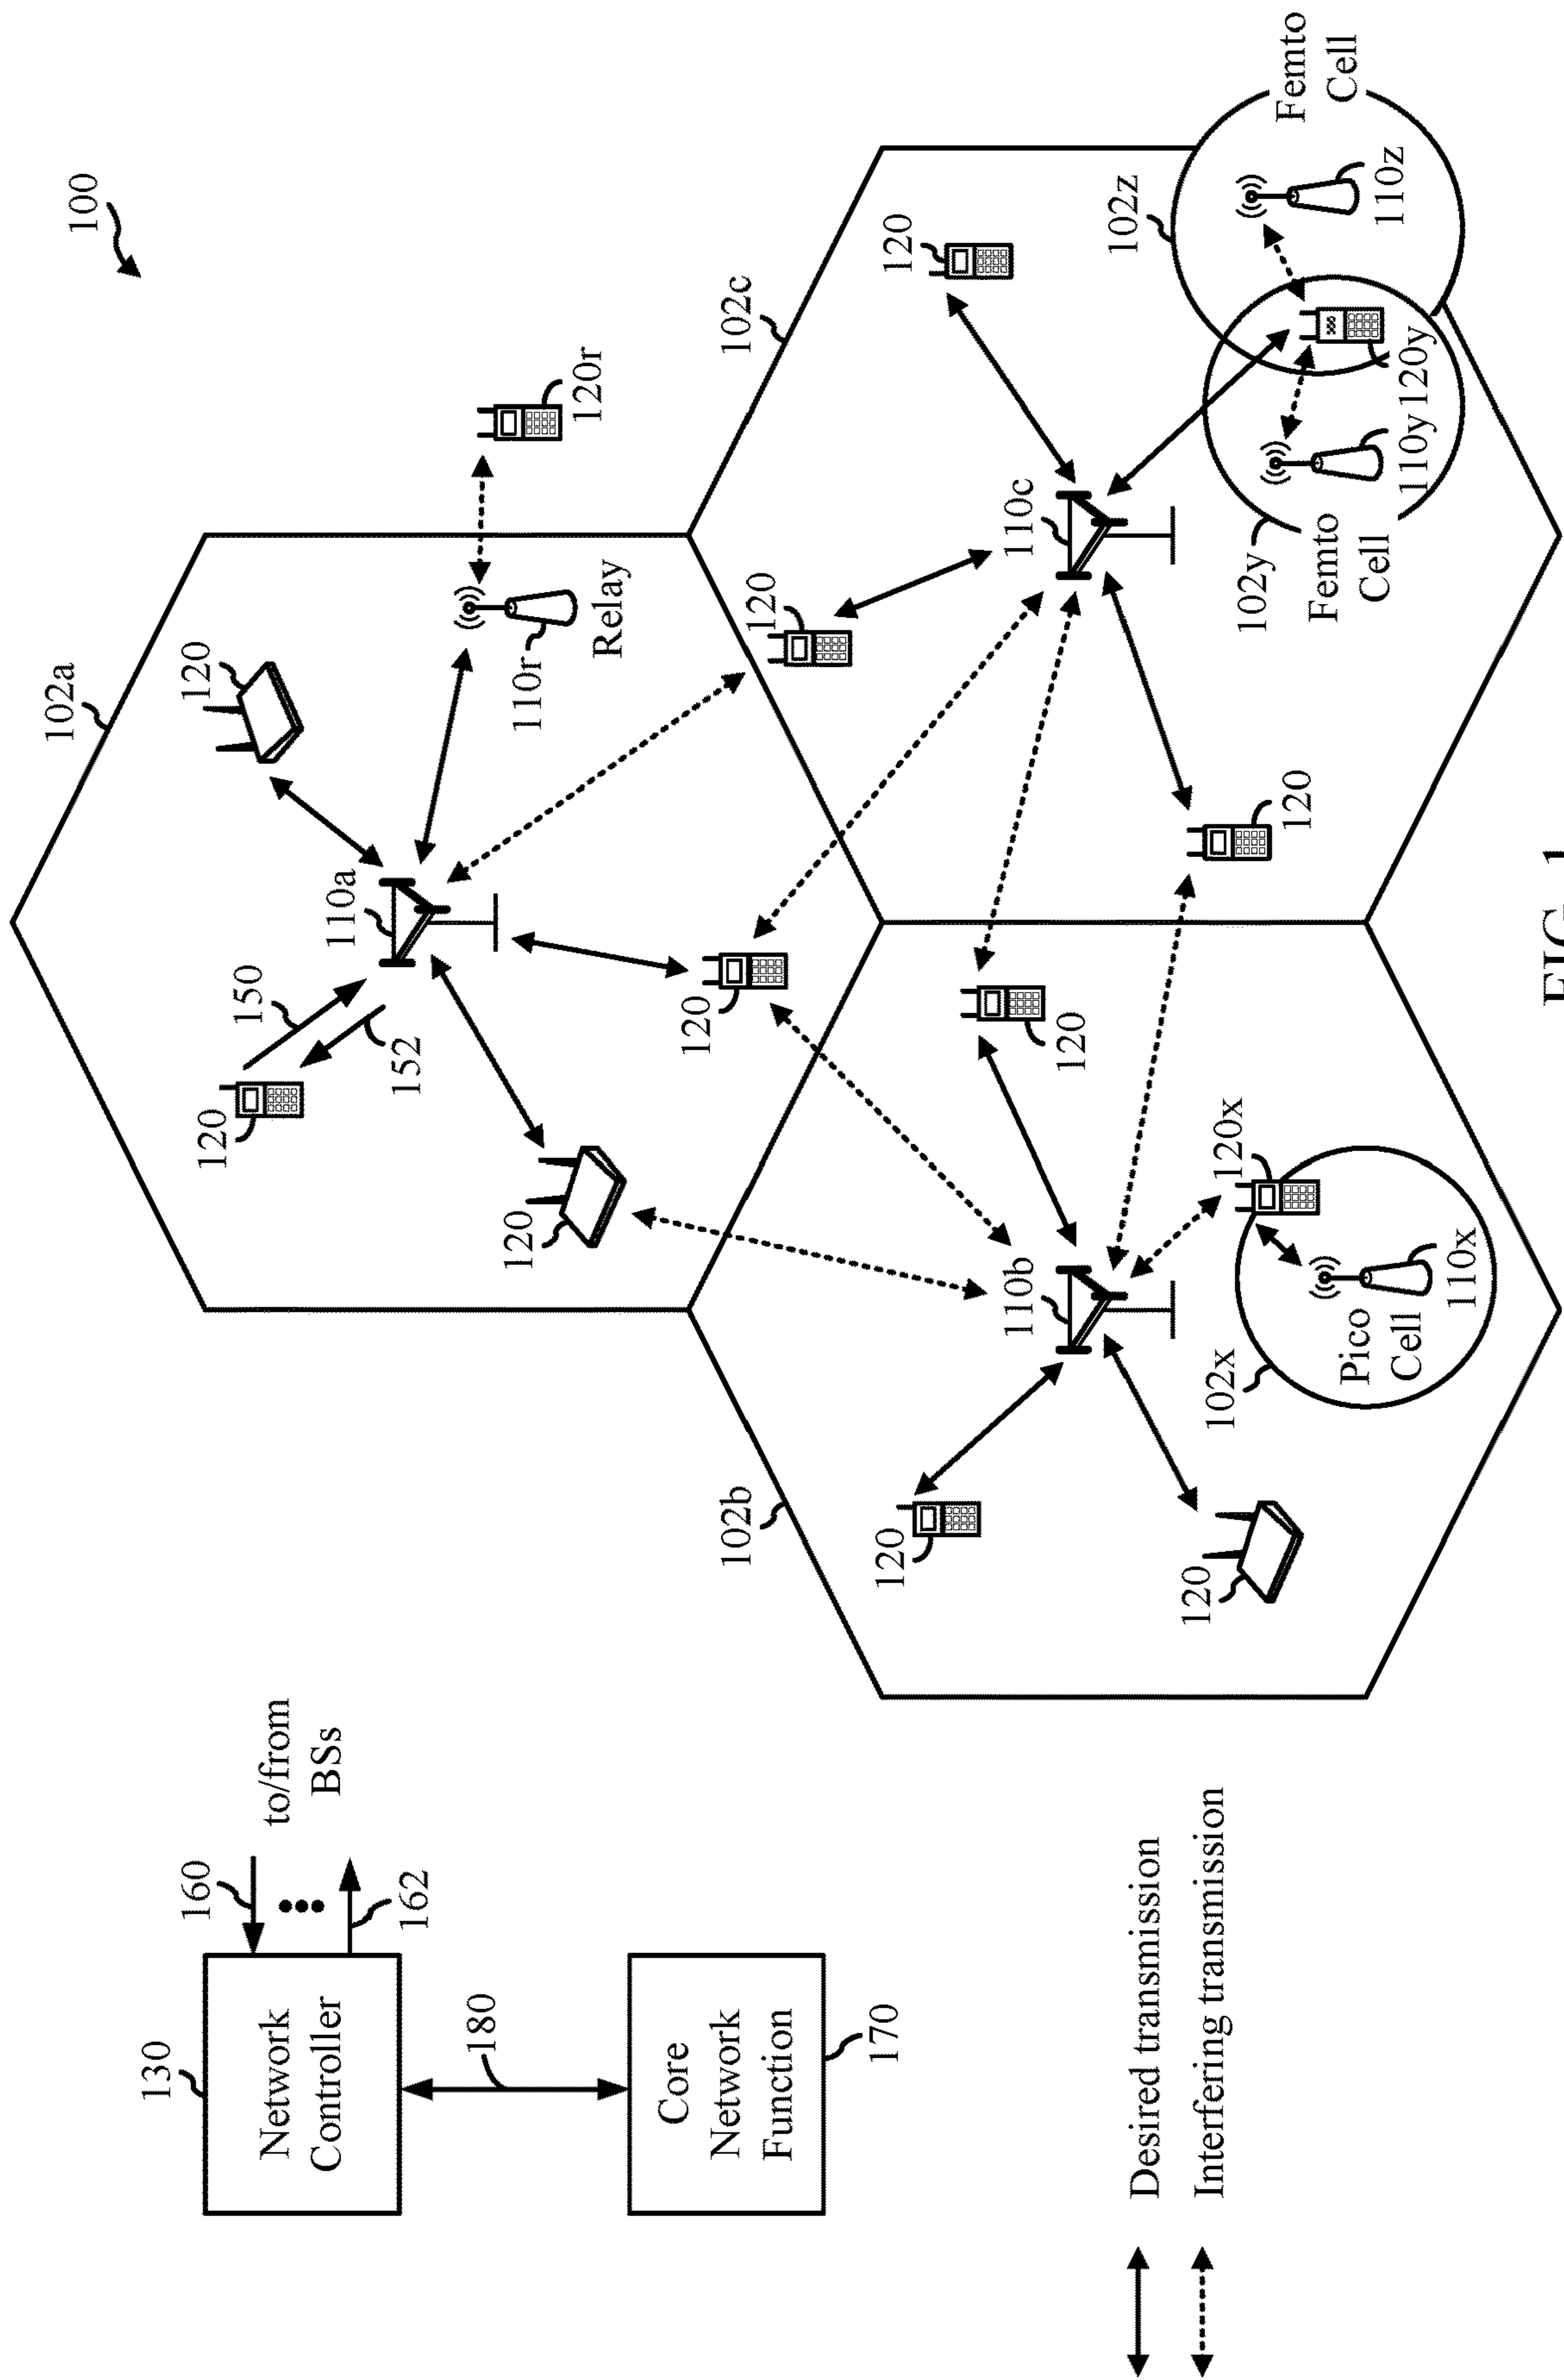 100
130
Network
Controller
160
to/from
BSs
162
180
Core
Network
Function
170
Desired transmission
Interfering transmission
102a
120
150
152
110a
120
120
120
110r
Relay
120r
102b
120
120
110b
120
120x
102x
Pico
Cell
110x
102c
120
120
110c
120
102y
Femto
Cell
110y
120y
102z
110z
Femto
Cell
FIG. 1